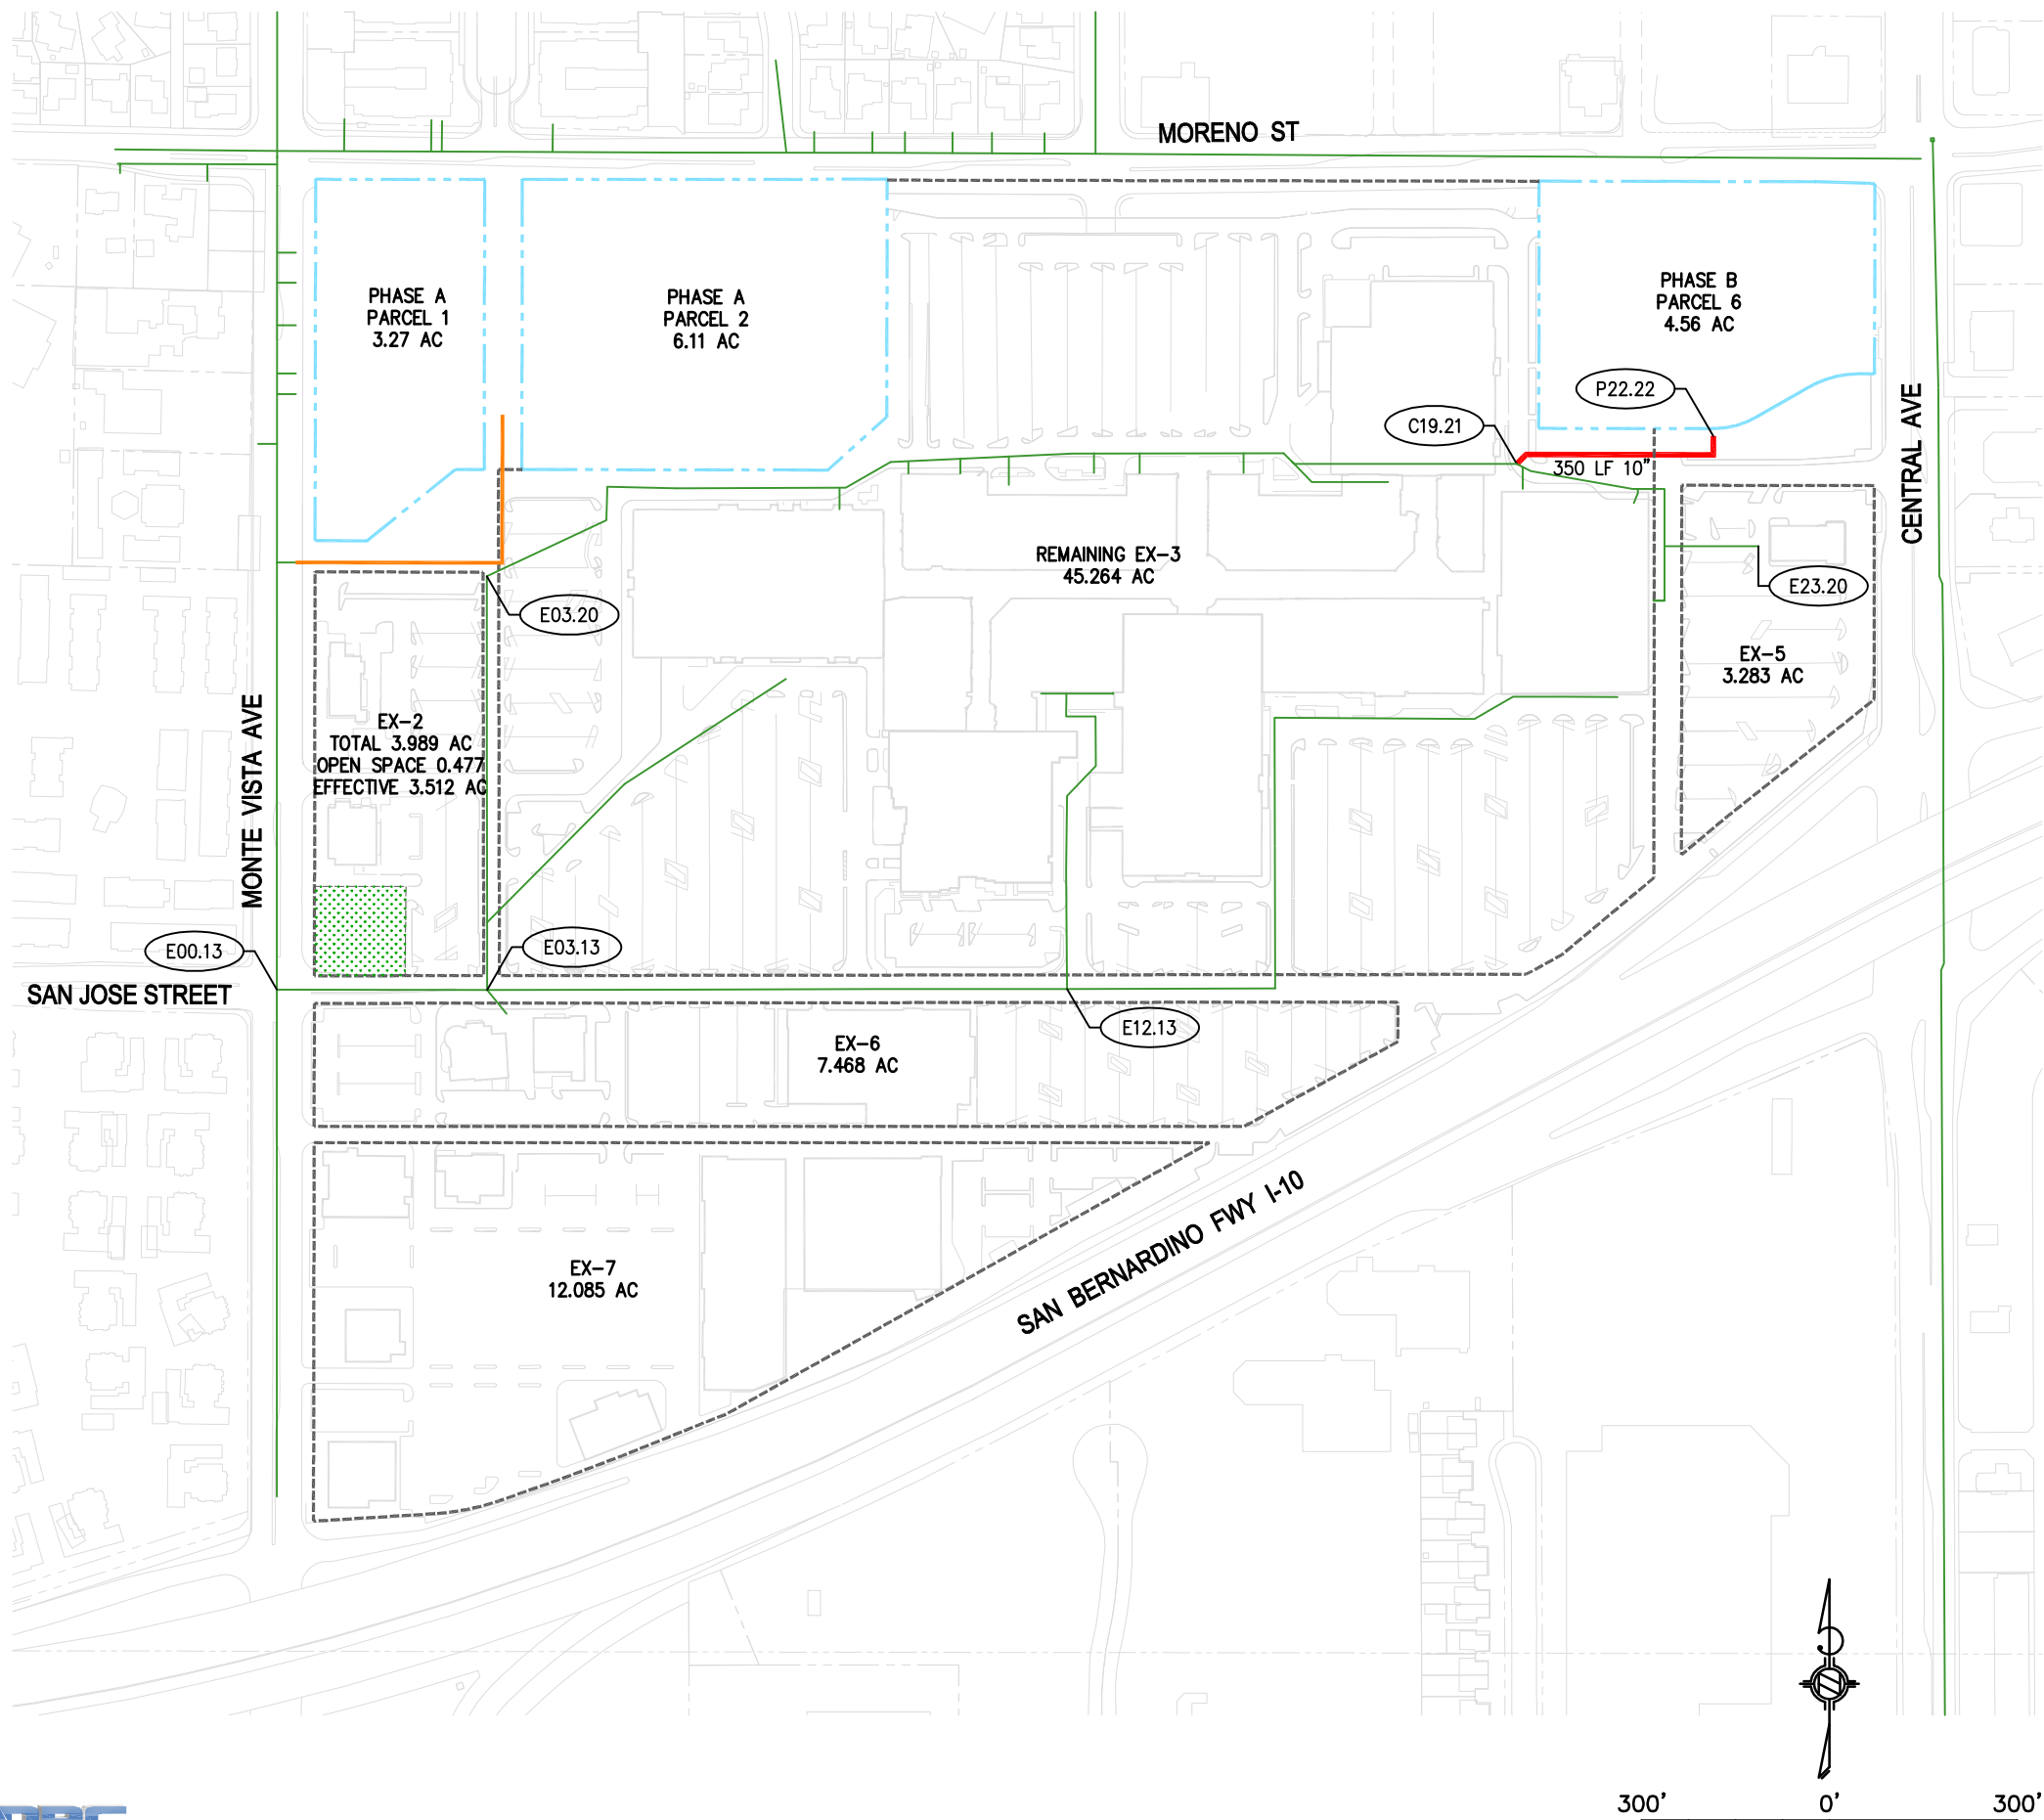 MORENO ST
PHASE A
PARCEL 1
3.27 AC
PHASE A
PARCEL 2
6.11 AC
PHASE B
PARCEL 6
4.56 AC
P22.22
C19.21
350 LF 10"
CENTRAL AVE
REMAINING EX-3
45.264 AC
E03.20
E23.20
EX-5
3.283 AC
MONTE VISTA AVE
EX-2
TOTAL 3.989 AC
OPEN SPACE 0.477
EFFECTIVE 3.512 AC
E00.13
E03.13
SAN JOSE STREET
E12.13
EX-6
7.468 AC
SAN BERNARDINO FWY I-10
EX-7
12.085 AC
300' 0' 300'